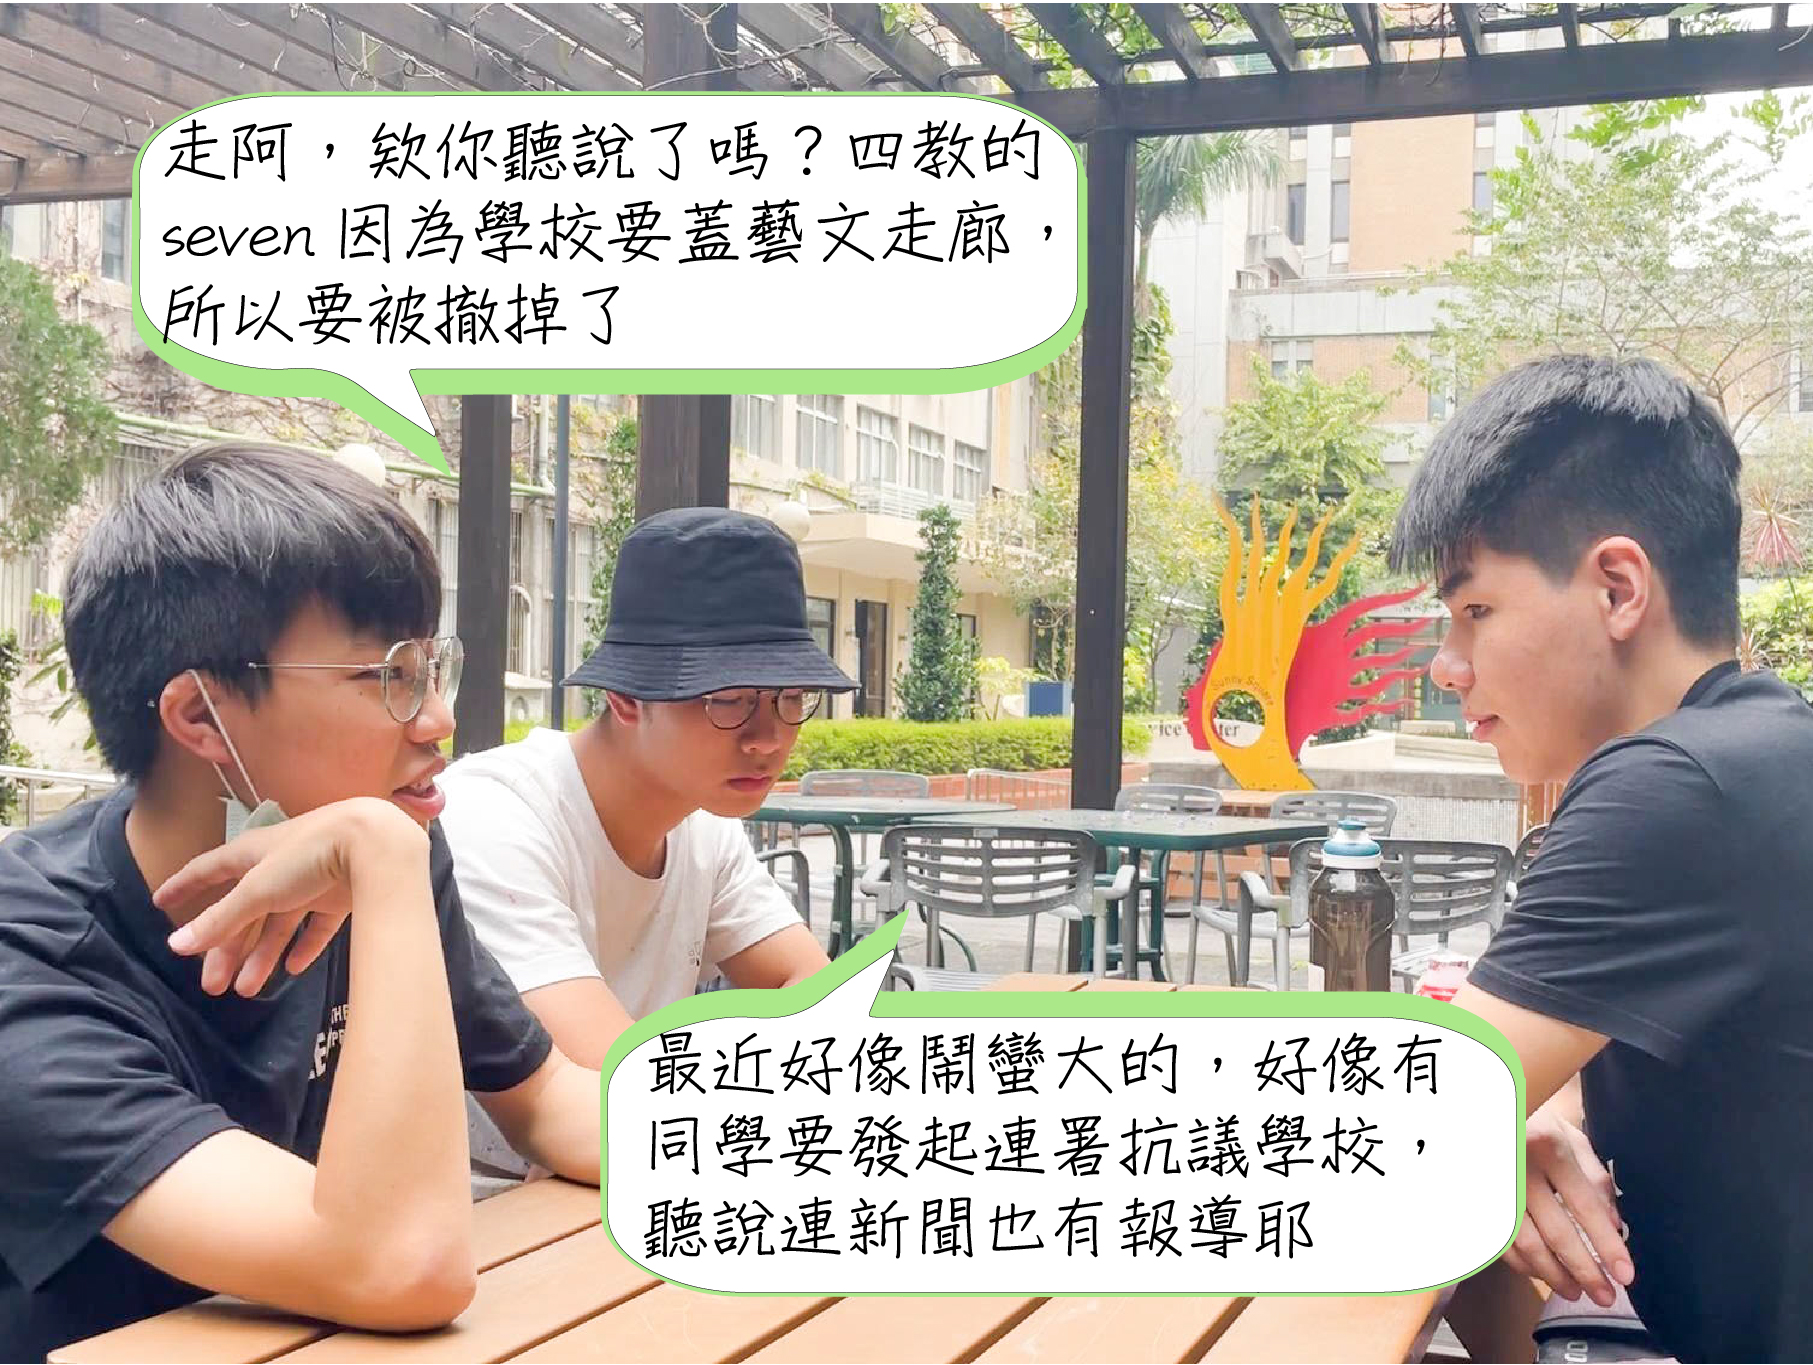 走阿，欸你聽說了嗎？四教的
seven 因為學校要蓋藝文走廊，
所以要被撤掉了
Sunny Square
最近好像鬧蠻大的，好像有
同學要發起連署抗議學校，
聽說連新聞也有報導耶